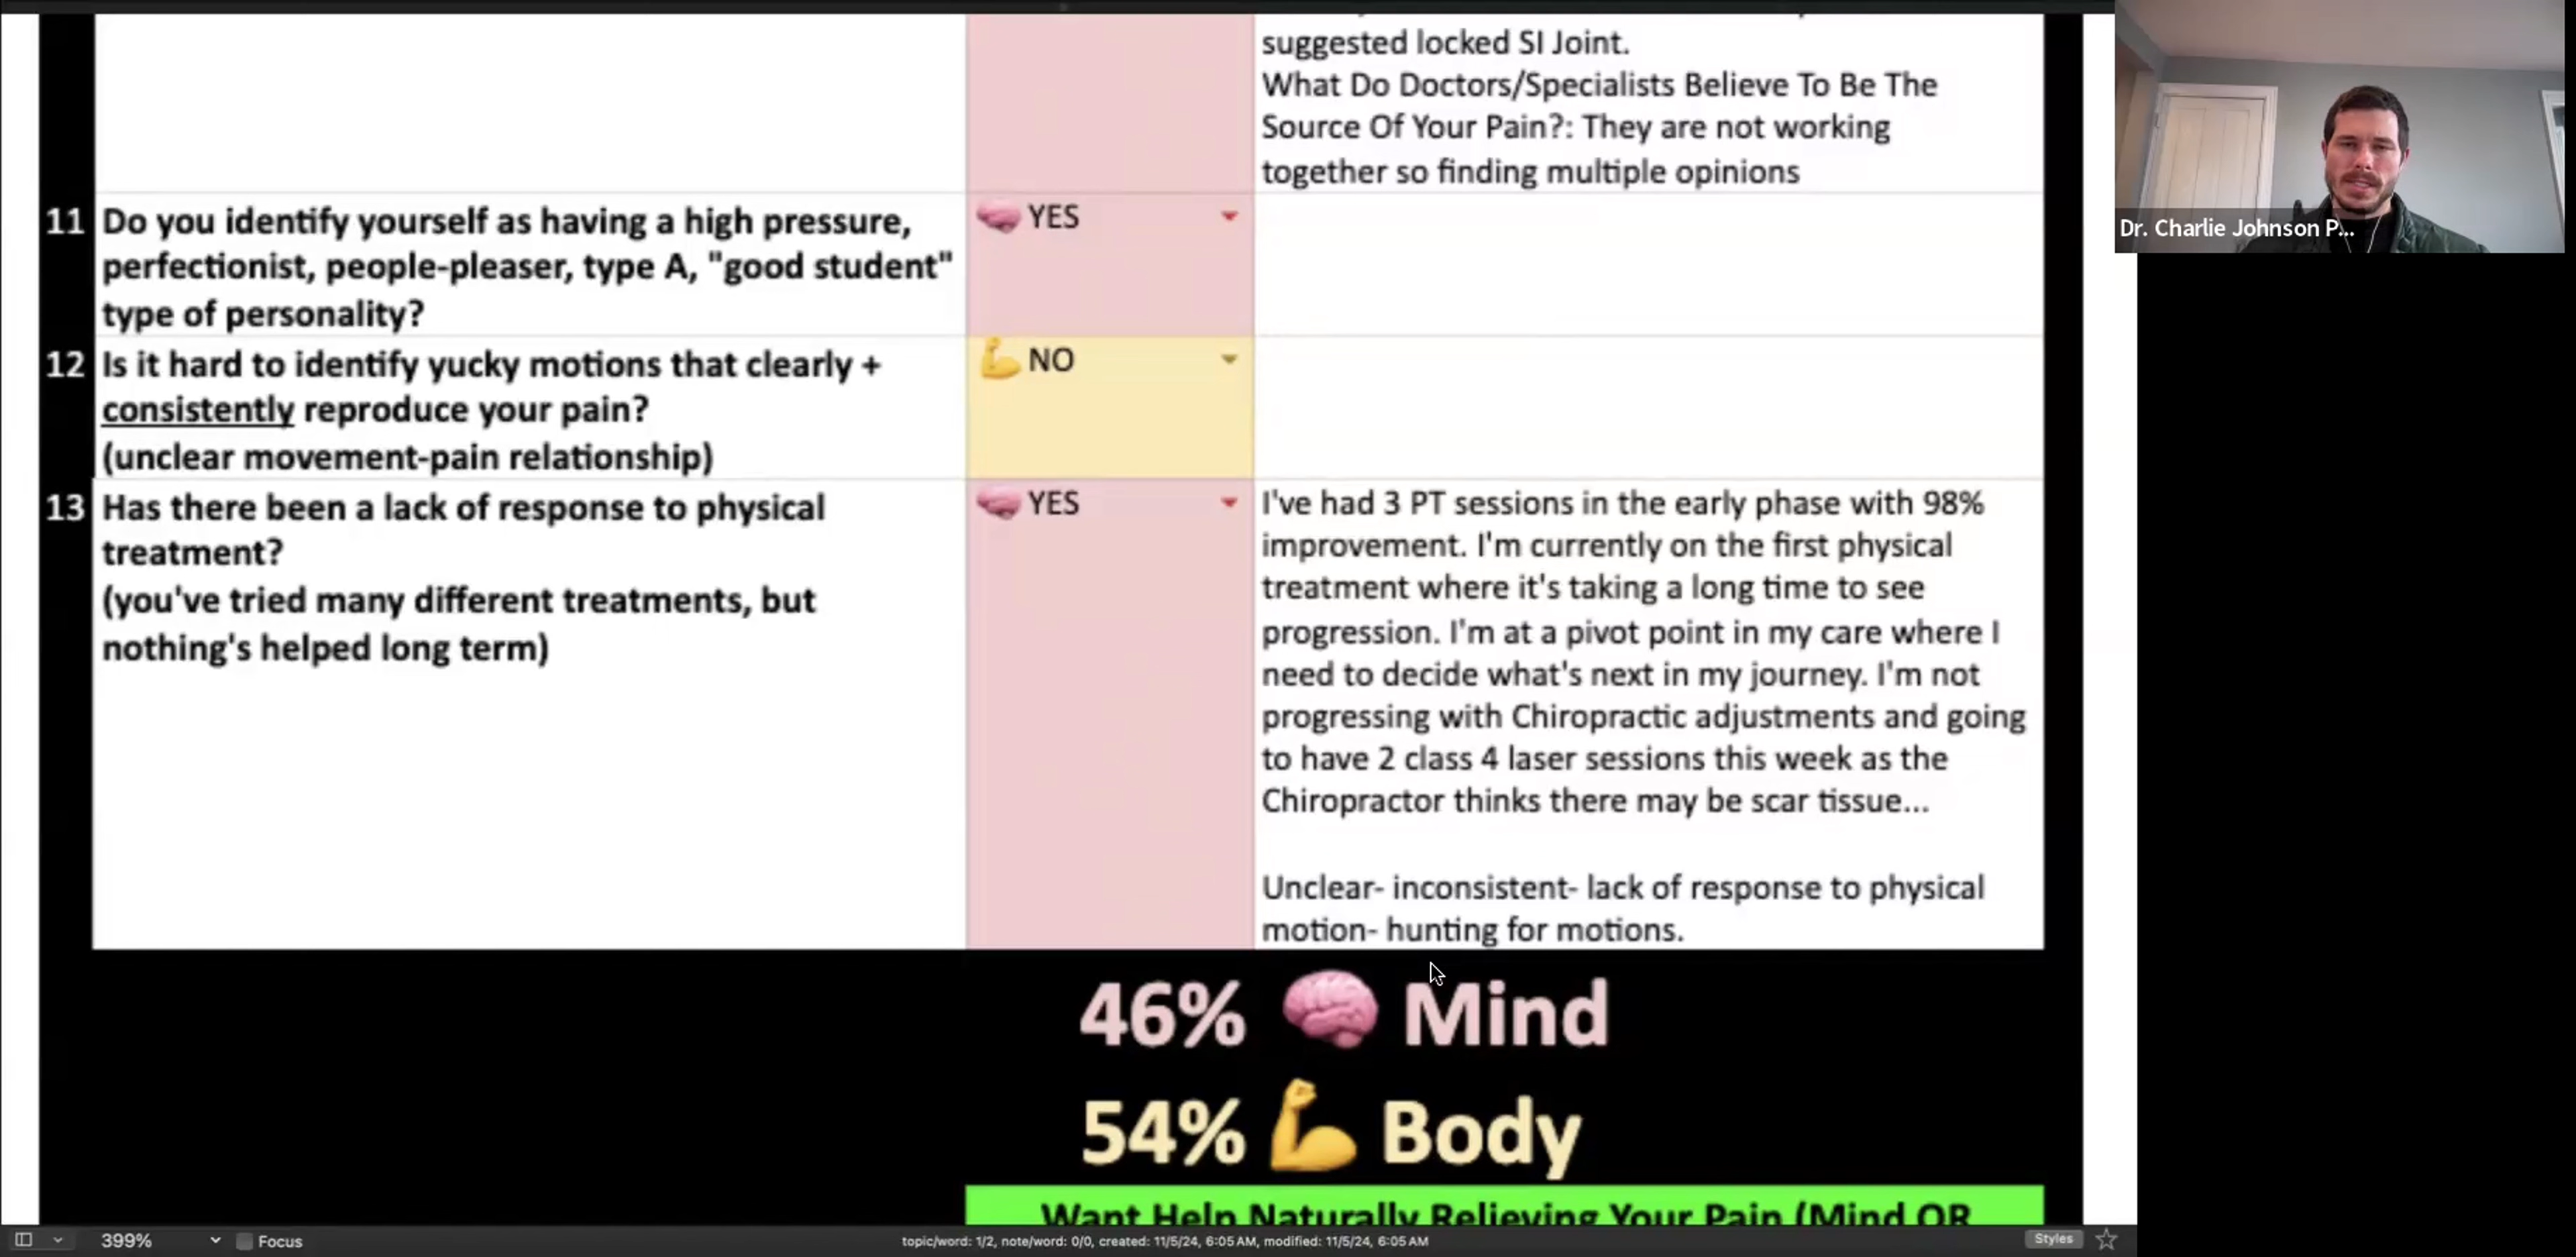 suggested locked SI Joint.
What Do Doctors/Specialists Believe To Be The
Source Of Your Pain?: They are not working
together so finding multiple opinions
11 Do you identify yourself as having a high pressure,
perfectionist, people-pleaser, type A, "good student"
type of personality?
YES
12 Is it hard to identify yucky motions that clearly +
consistently reproduce your pain?
(unclear movement-pain relationship)
NO
13 Has there been a lack of response to physical
treatment?
(you've tried many different treatments, but
nothing's helped long term)
YES
I've had 3 PT sessions in the early phase with 98%
improvement. I'm currently on the first physical
treatment where it's taking a long time to see
progression. I'm at a pivot point in my care where I
need to decide what's next in my journey. I'm not
progressing with Chiropractic adjustments and going
to have 2 class 4 laser sessions this week as the
Chiropractor thinks there may be scar tissue...
Unclear- inconsistent- lack of response to physical
motion- hunting for motions.
46% Mind
54% Body
Want Help Naturally Relieving Your Pain (Mind OR
Dr. Charlie Johnson P...
399%
Focus
topic/word: 1/2, note/word: 0/0, created: 11/5/24, 6:05 AM, modified: 11/5/24, 6:05 AM
Styles